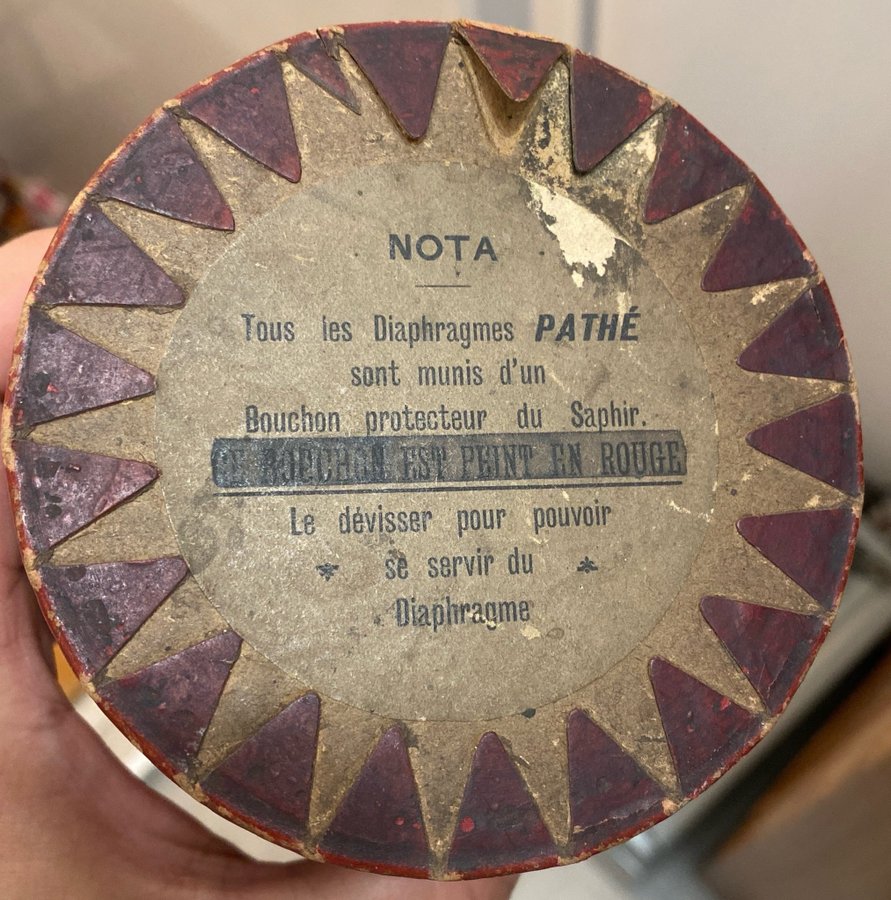 NOTA
Tous les Diaphragmes PATHÉ
sont munis d'un
Bouchon protecteur du Saphir.
CE BOUCHON EST PEINT EN ROUGE
Le dévisser pour pouvoir
se servir du
Diaphragme